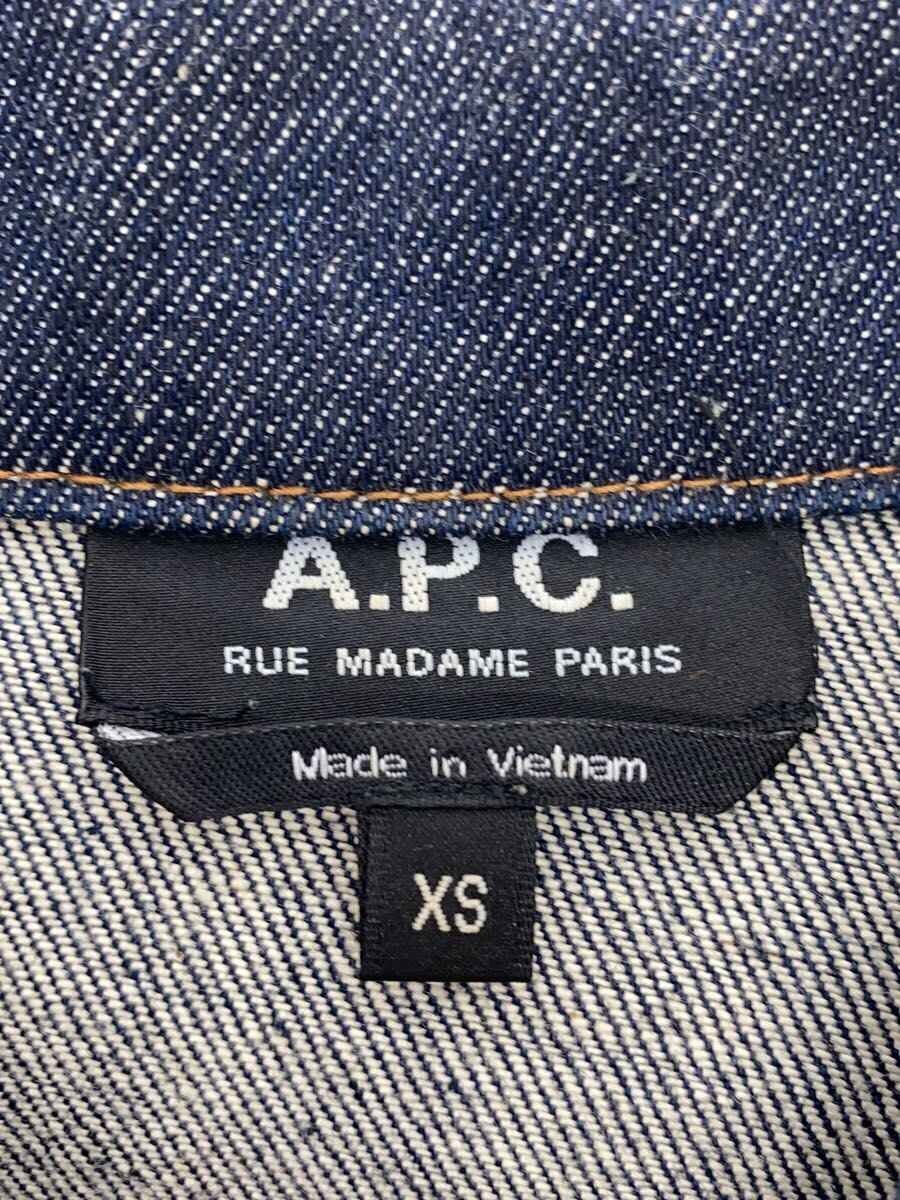 A.P.C.
RUE MADAME PARIS
Made in Vietnam
XS